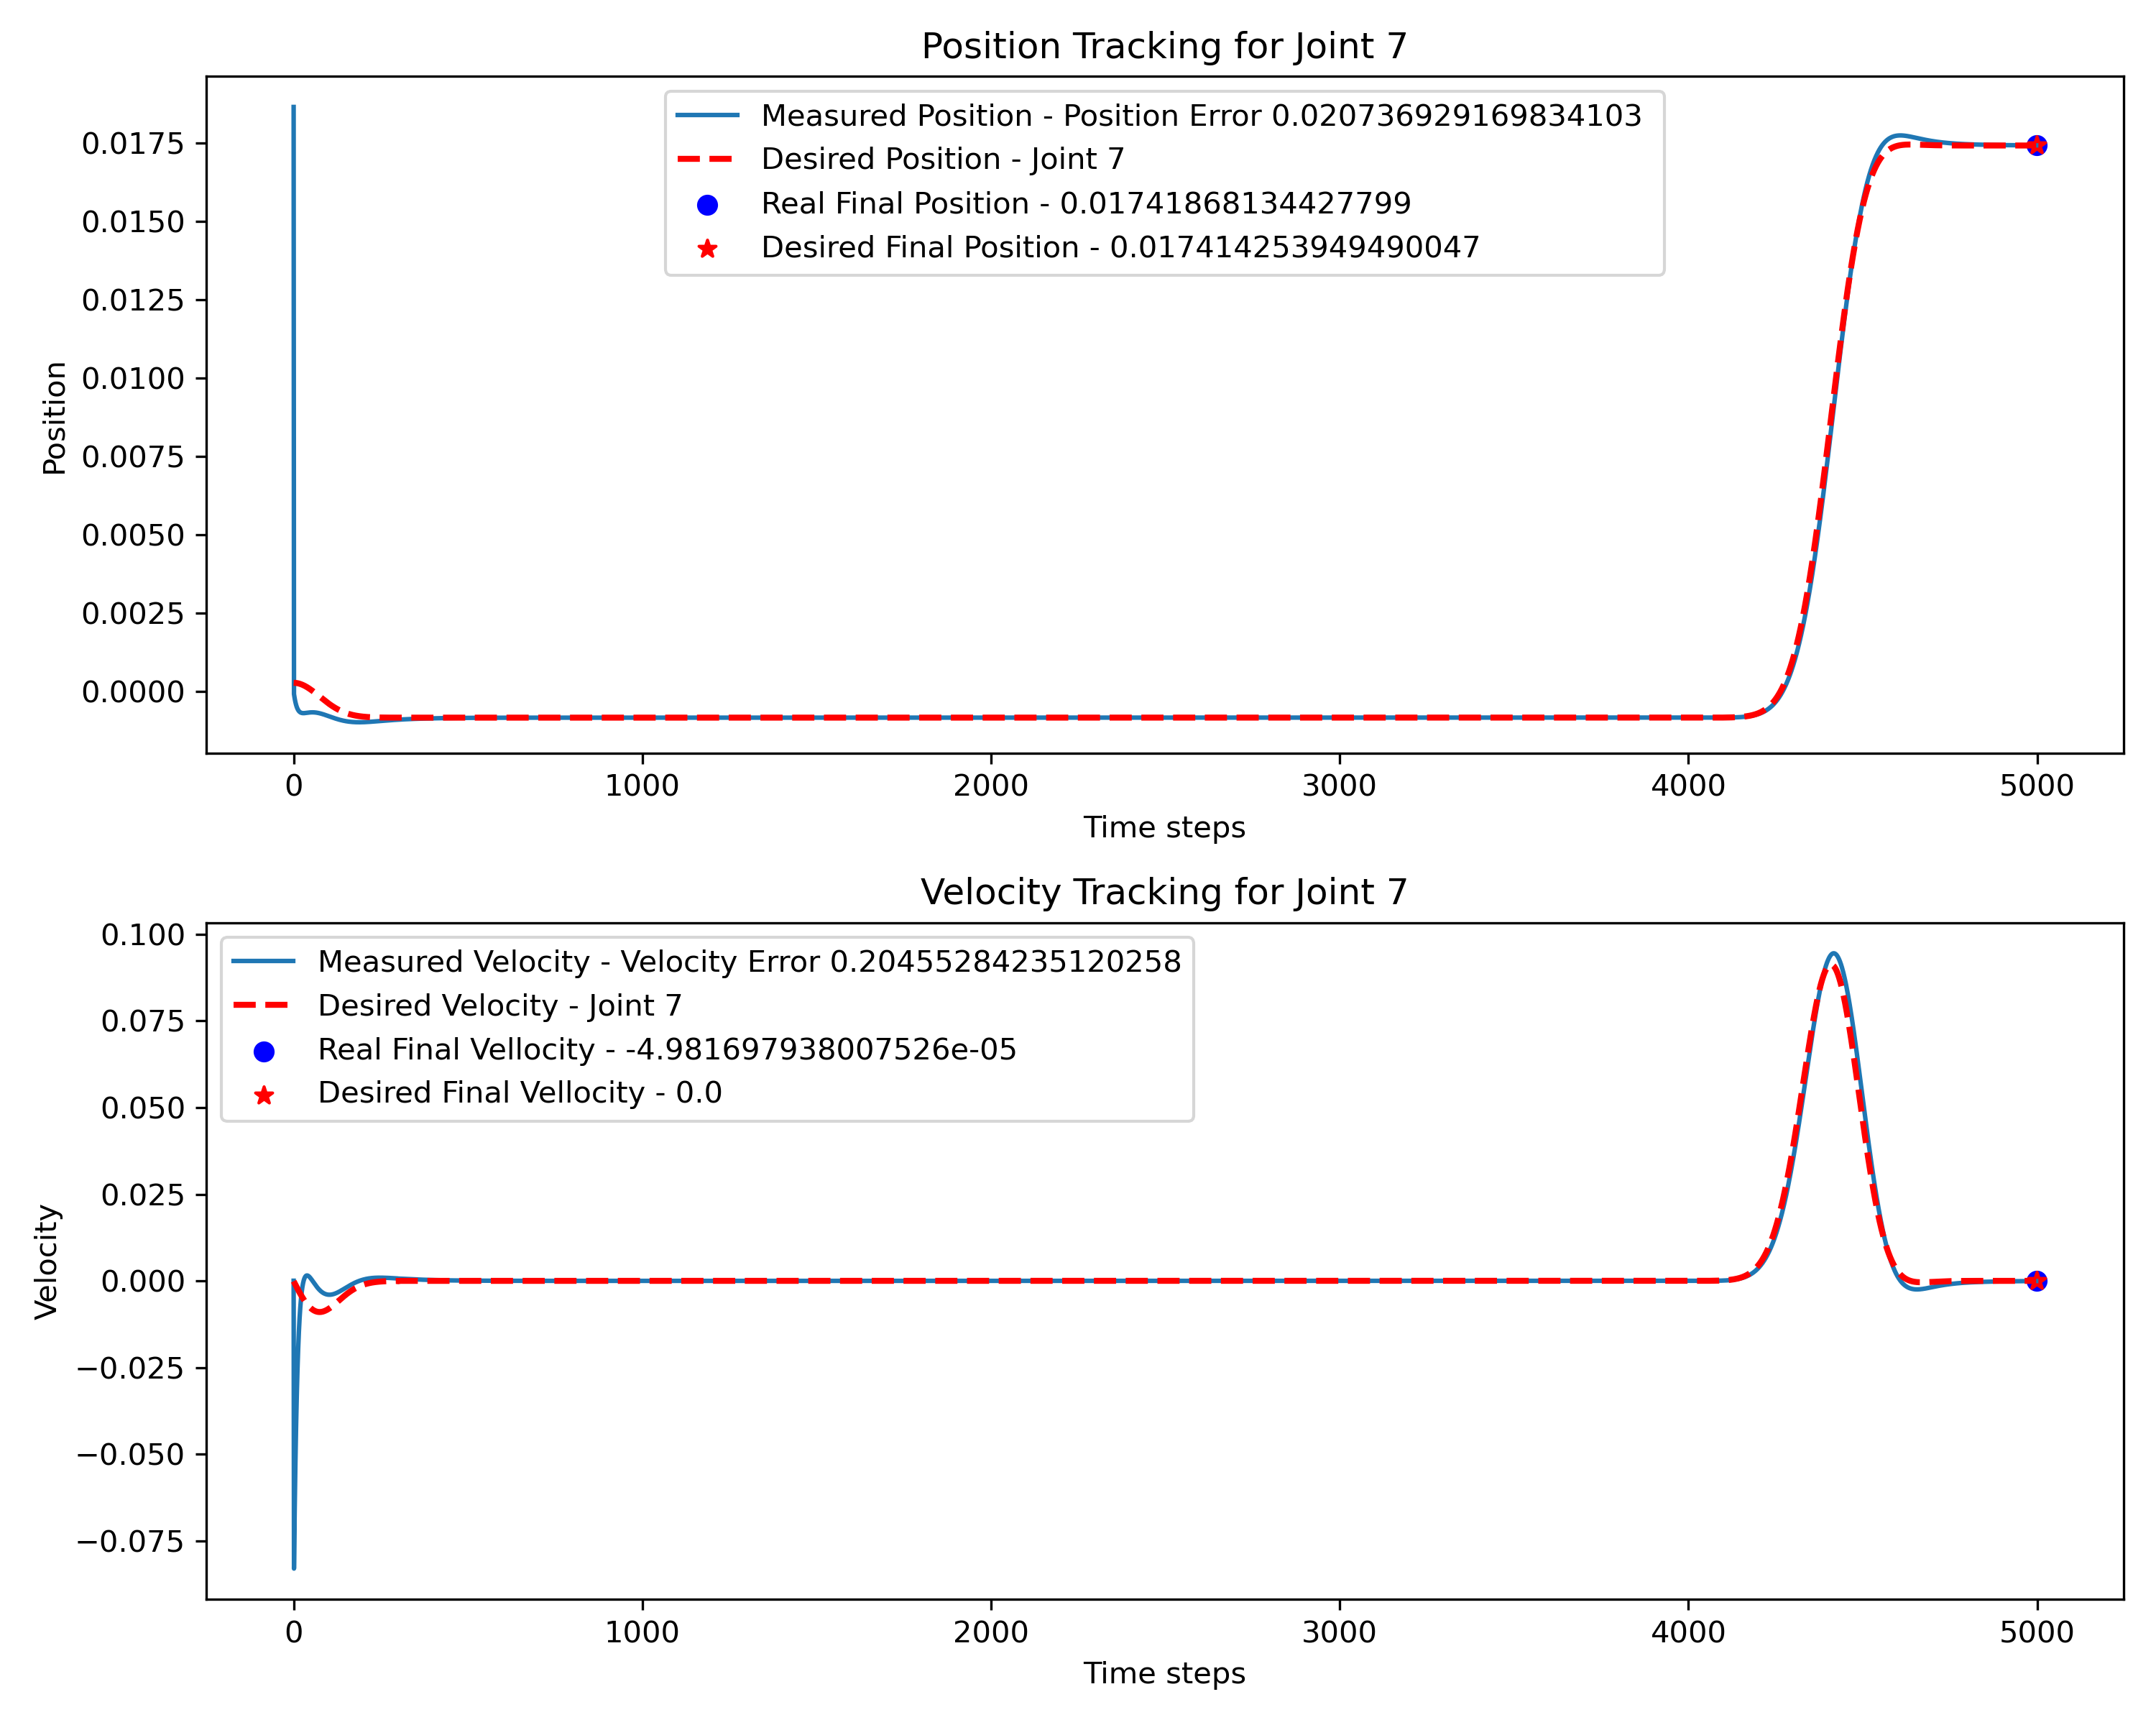 Position Tracking for Joint 7
Measured Position - Position Error 0.020736929169834103
Desired Position - Joint 7
Real Final Position - 0.01741868134427799
Desired Final Position - 0.017414253949490047
0.0175
0.0150
0.0125
0.0100
0.0075
0.0050
0.0025
0.0000
Position
0 1000 2000 3000 4000 5000
Time steps
Velocity Tracking for Joint 7
Measured Velocity - Velocity Error 0.20455284235120258
Desired Velocity - Joint 7
Real Final Vellocity - -4.981697938007526e-05
Desired Final Vellocity - 0.0
0.100
0.075
0.050
0.025
0.000
−0.025
−0.050
−0.075
Velocity
0 1000 2000 3000 4000 5000
Time steps